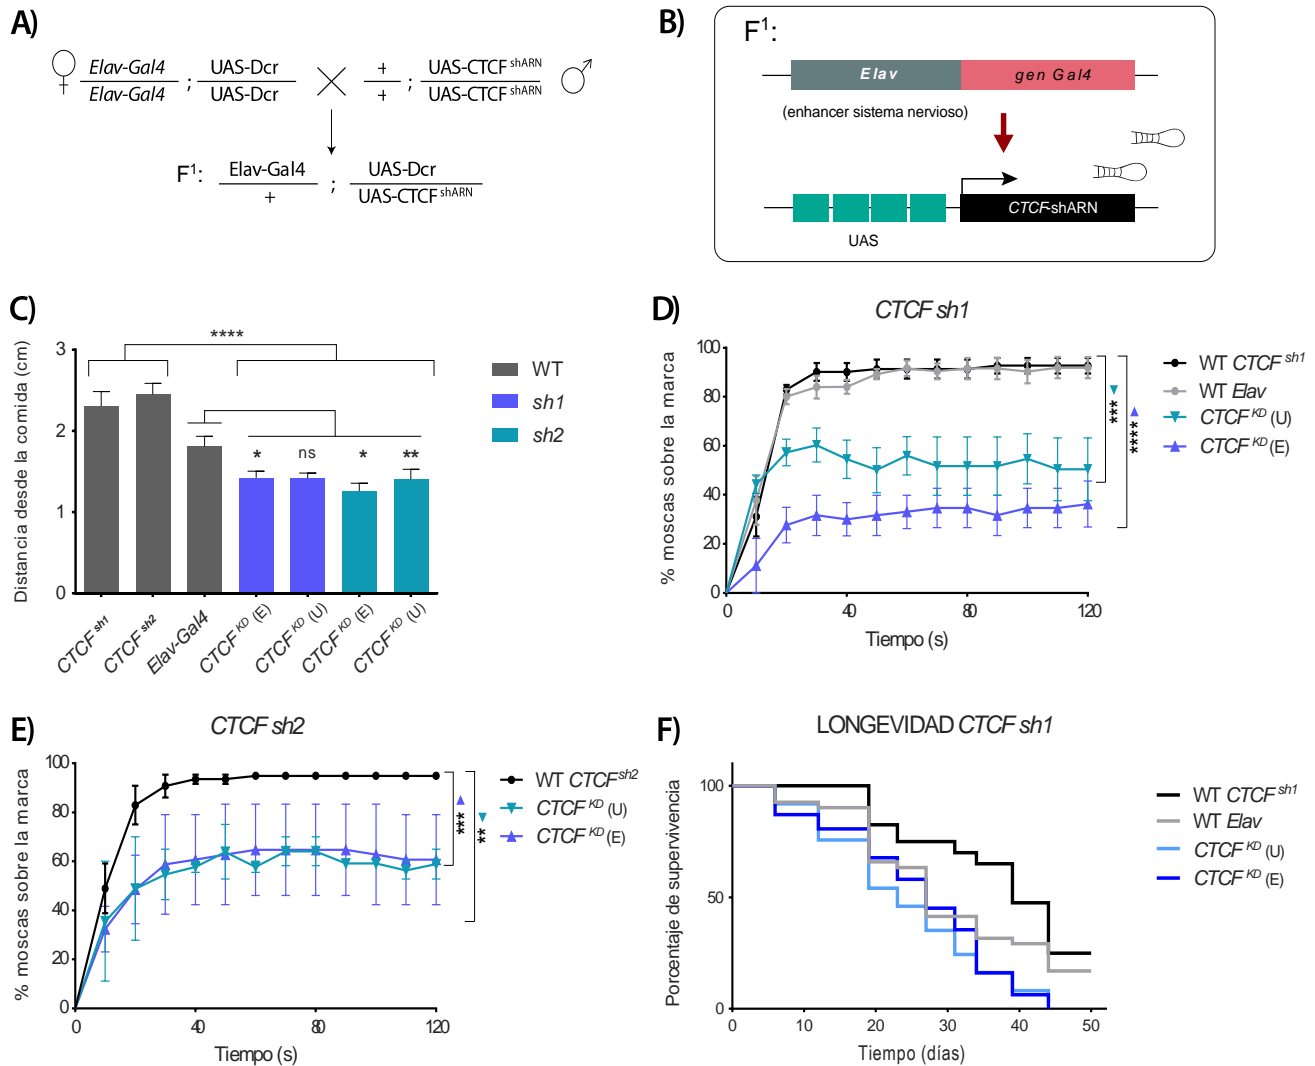 A)
Elav-Gal4 ; UAS-Dcr + ; UAS-CTCF shARN
Elav-Gal4 UAS-Dcr + UAS-CTCF shARN
F1: Elav-Gal4 ; UAS-Dcr
+ UAS-CTCF shARN
B)
F1:
Elav gen Gal4
(enhancer sistema nervioso)
CTCF-shARN
UAS
C)
****
3
2
1
0
Distancia desde la comida (cm)
* ns * **
WT
sh1
sh2
CTCF sh1
CTCF sh2
Elav-Gal4
CTCF KD (E)
CTCF KD (U)
CTCF KD (E)
CTCF KD (U)
D)
CTCF sh1
% moscas sobre la marca
100
80
60
40
20
0
0 40 80 120
Tiempo (s)
***
****
WT CTCF sh1
WT Elav
CTCF KD (U)
CTCF KD (E)
E)
CTCF sh2
% moscas sobre la marca
100
80
60
40
20
0
0 40 80 120
Tiempo (s)
***
**
WT CTCF sh2
CTCF KD (U)
CTCF KD (E)
F)
LONGEVIDAD CTCF sh1
Porcentaje de supervivencia
100
50
0
0 10 20 30 40 50
Tiempo (días)
WT CTCF sh1
WT Elav
CTCF KD (U)
CTCF KD (E)